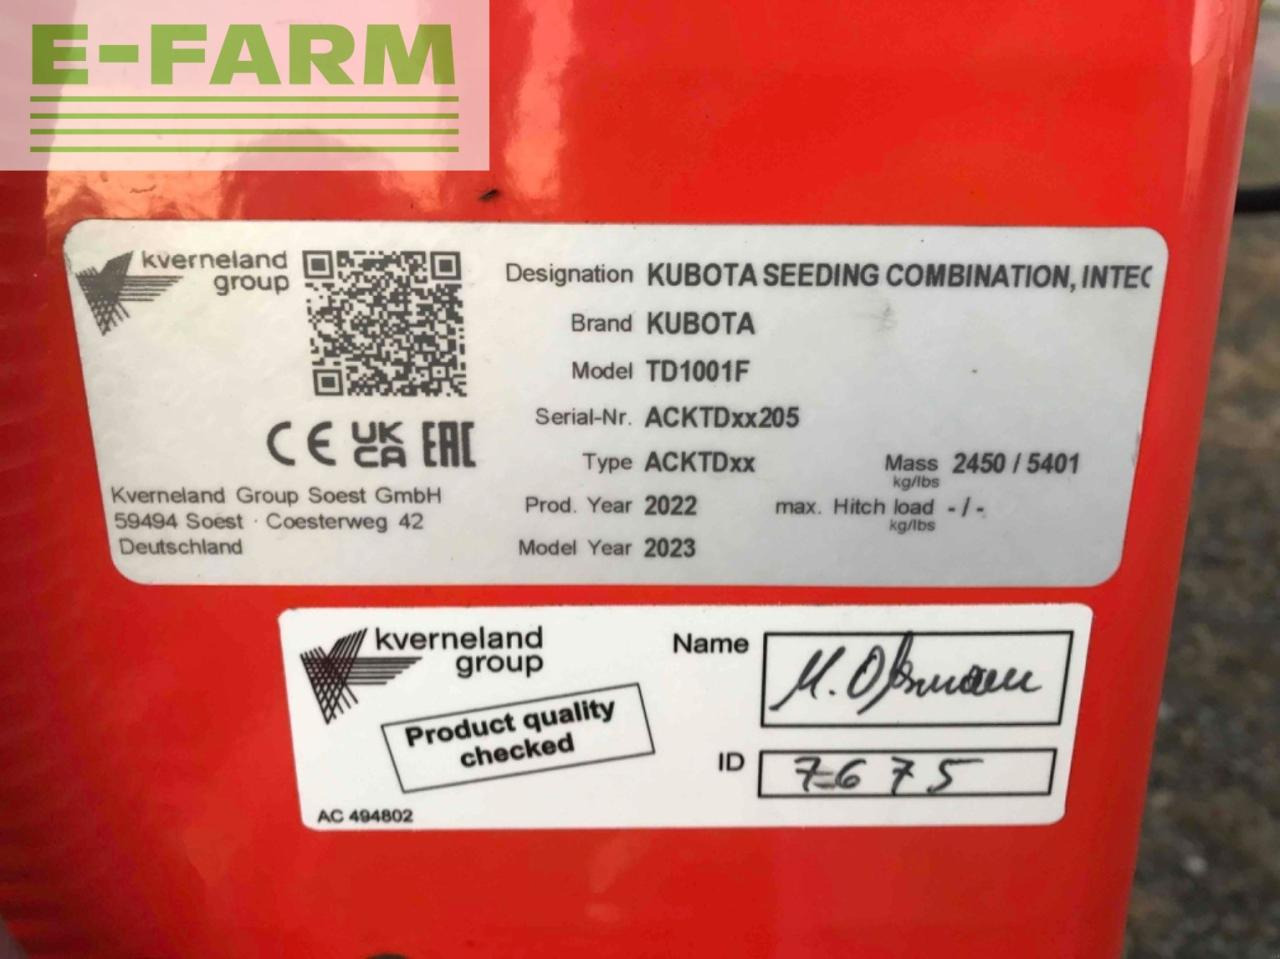 E-FARM
kverneland
group
Designation KUBOTA SEEDING COMBINATION, INTEC
Brand KUBOTA
Model TD1001F
Serial-Nr. ACKTDxx205
Type ACKTDxx
Mass 2450 / 5401
kg/lbs
Prod. Year 2022
max. Hitch load - / -
kg/lbs
Model Year 2023
CE UK CA EAC
Kverneland Group Soest GmbH
59494 Soest · Coesterweg 42
Deutschland
kverneland
group
Product quality
checked
AC 494802
Name M.
ID 7675